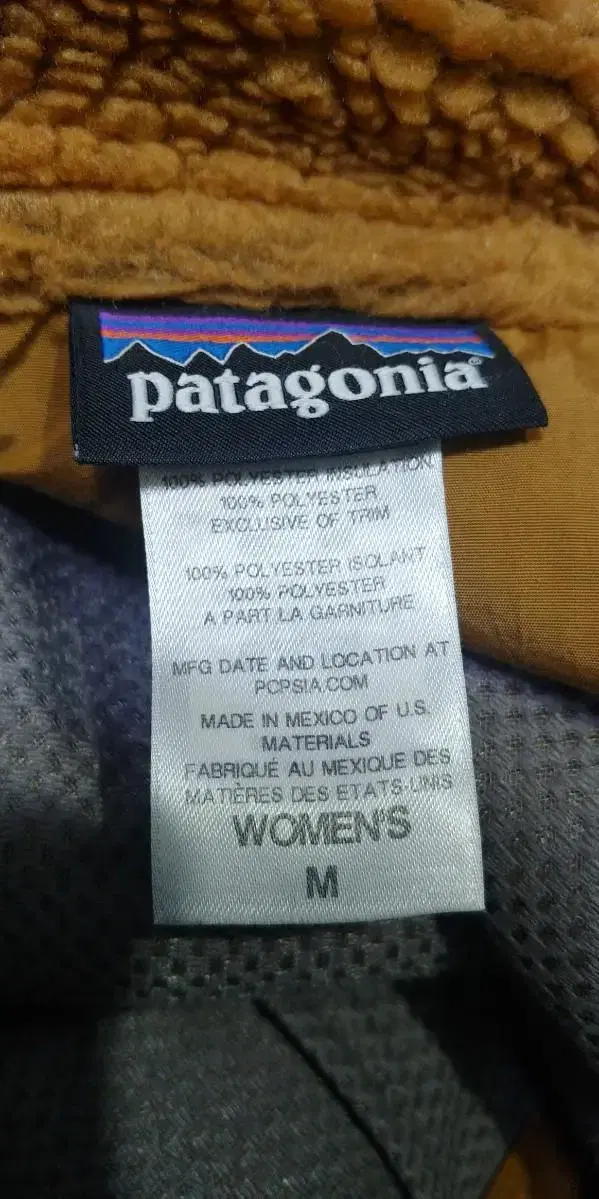 patagonia®
100% POLYESTER INSULATION
100% POLYESTER
EXCLUSIVE OF TRIM
100% POLYESTER ISOLANT
100% POLYESTER
A PART LA GARNITURE
MFG DATE AND LOCATION AT
PCPSIA.COM
MADE IN MEXICO OF U.S.
MATERIALS
FABRIQUÉ AU MEXIQUE DES
MATIÈRES DES ETATS-UNIS
WOMEN'S
M